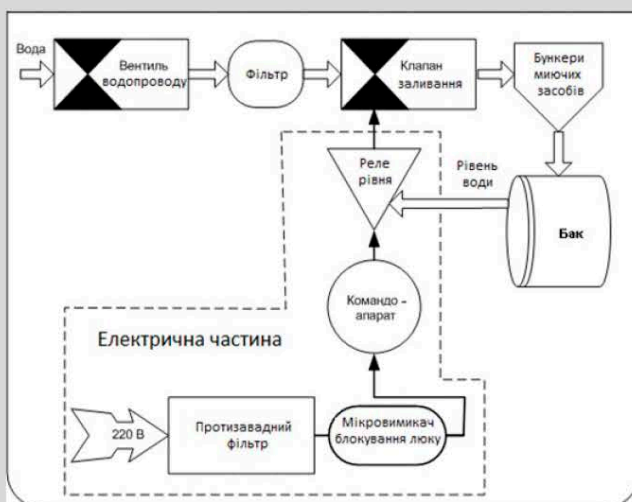 Вода
Вентиль
водопроводу
Фільтр
Клапан
заливання
Бункери
миючих
засобів
Реле
рівня
Рівень
води
Бак
Командо -
апарат
Електрична частина
220 В
Протизавадний
фільтр
Мікровимикач
блокування люку